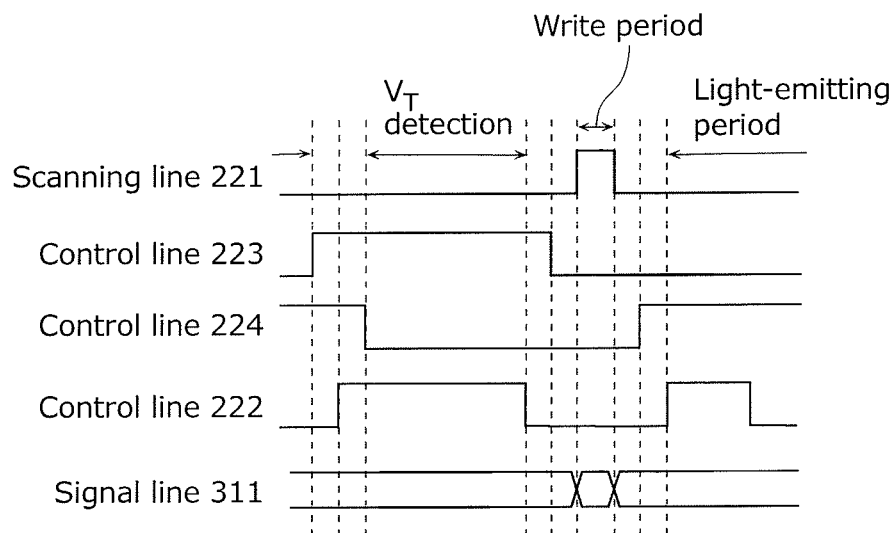 Write period
V_T
detection
Light-emitting
period
Scanning line 221
Control line 223
Control line 224
Control line 222
Signal line 311